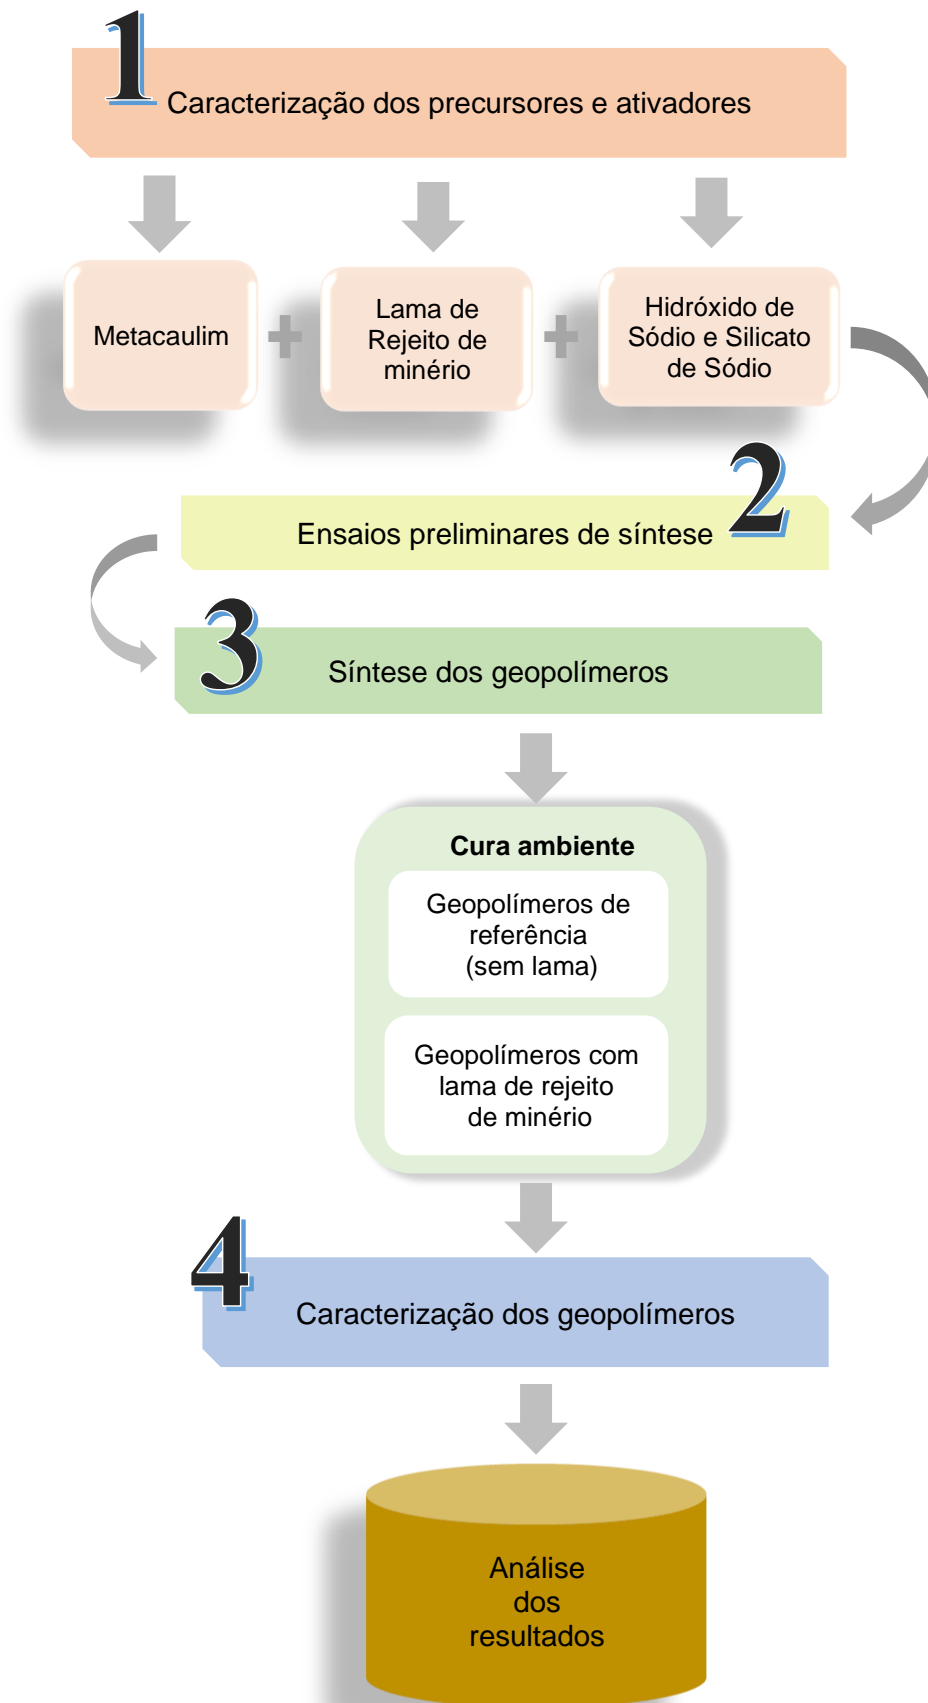 1
Caracterização dos precursores e ativadores
Metacaulim
+
Lama de
Rejeito de
minério
+
Hidróxido de
Sódio e Silicato
de Sódio
2
Ensaios preliminares de síntese
3
Síntese dos geopolímeros
Cura ambiente
Geopolímeros de
referência
(sem lama)
Geopolímeros com
lama de rejeito
de minério
4
Caracterização dos geopolímeros
Análise
dos
resultados